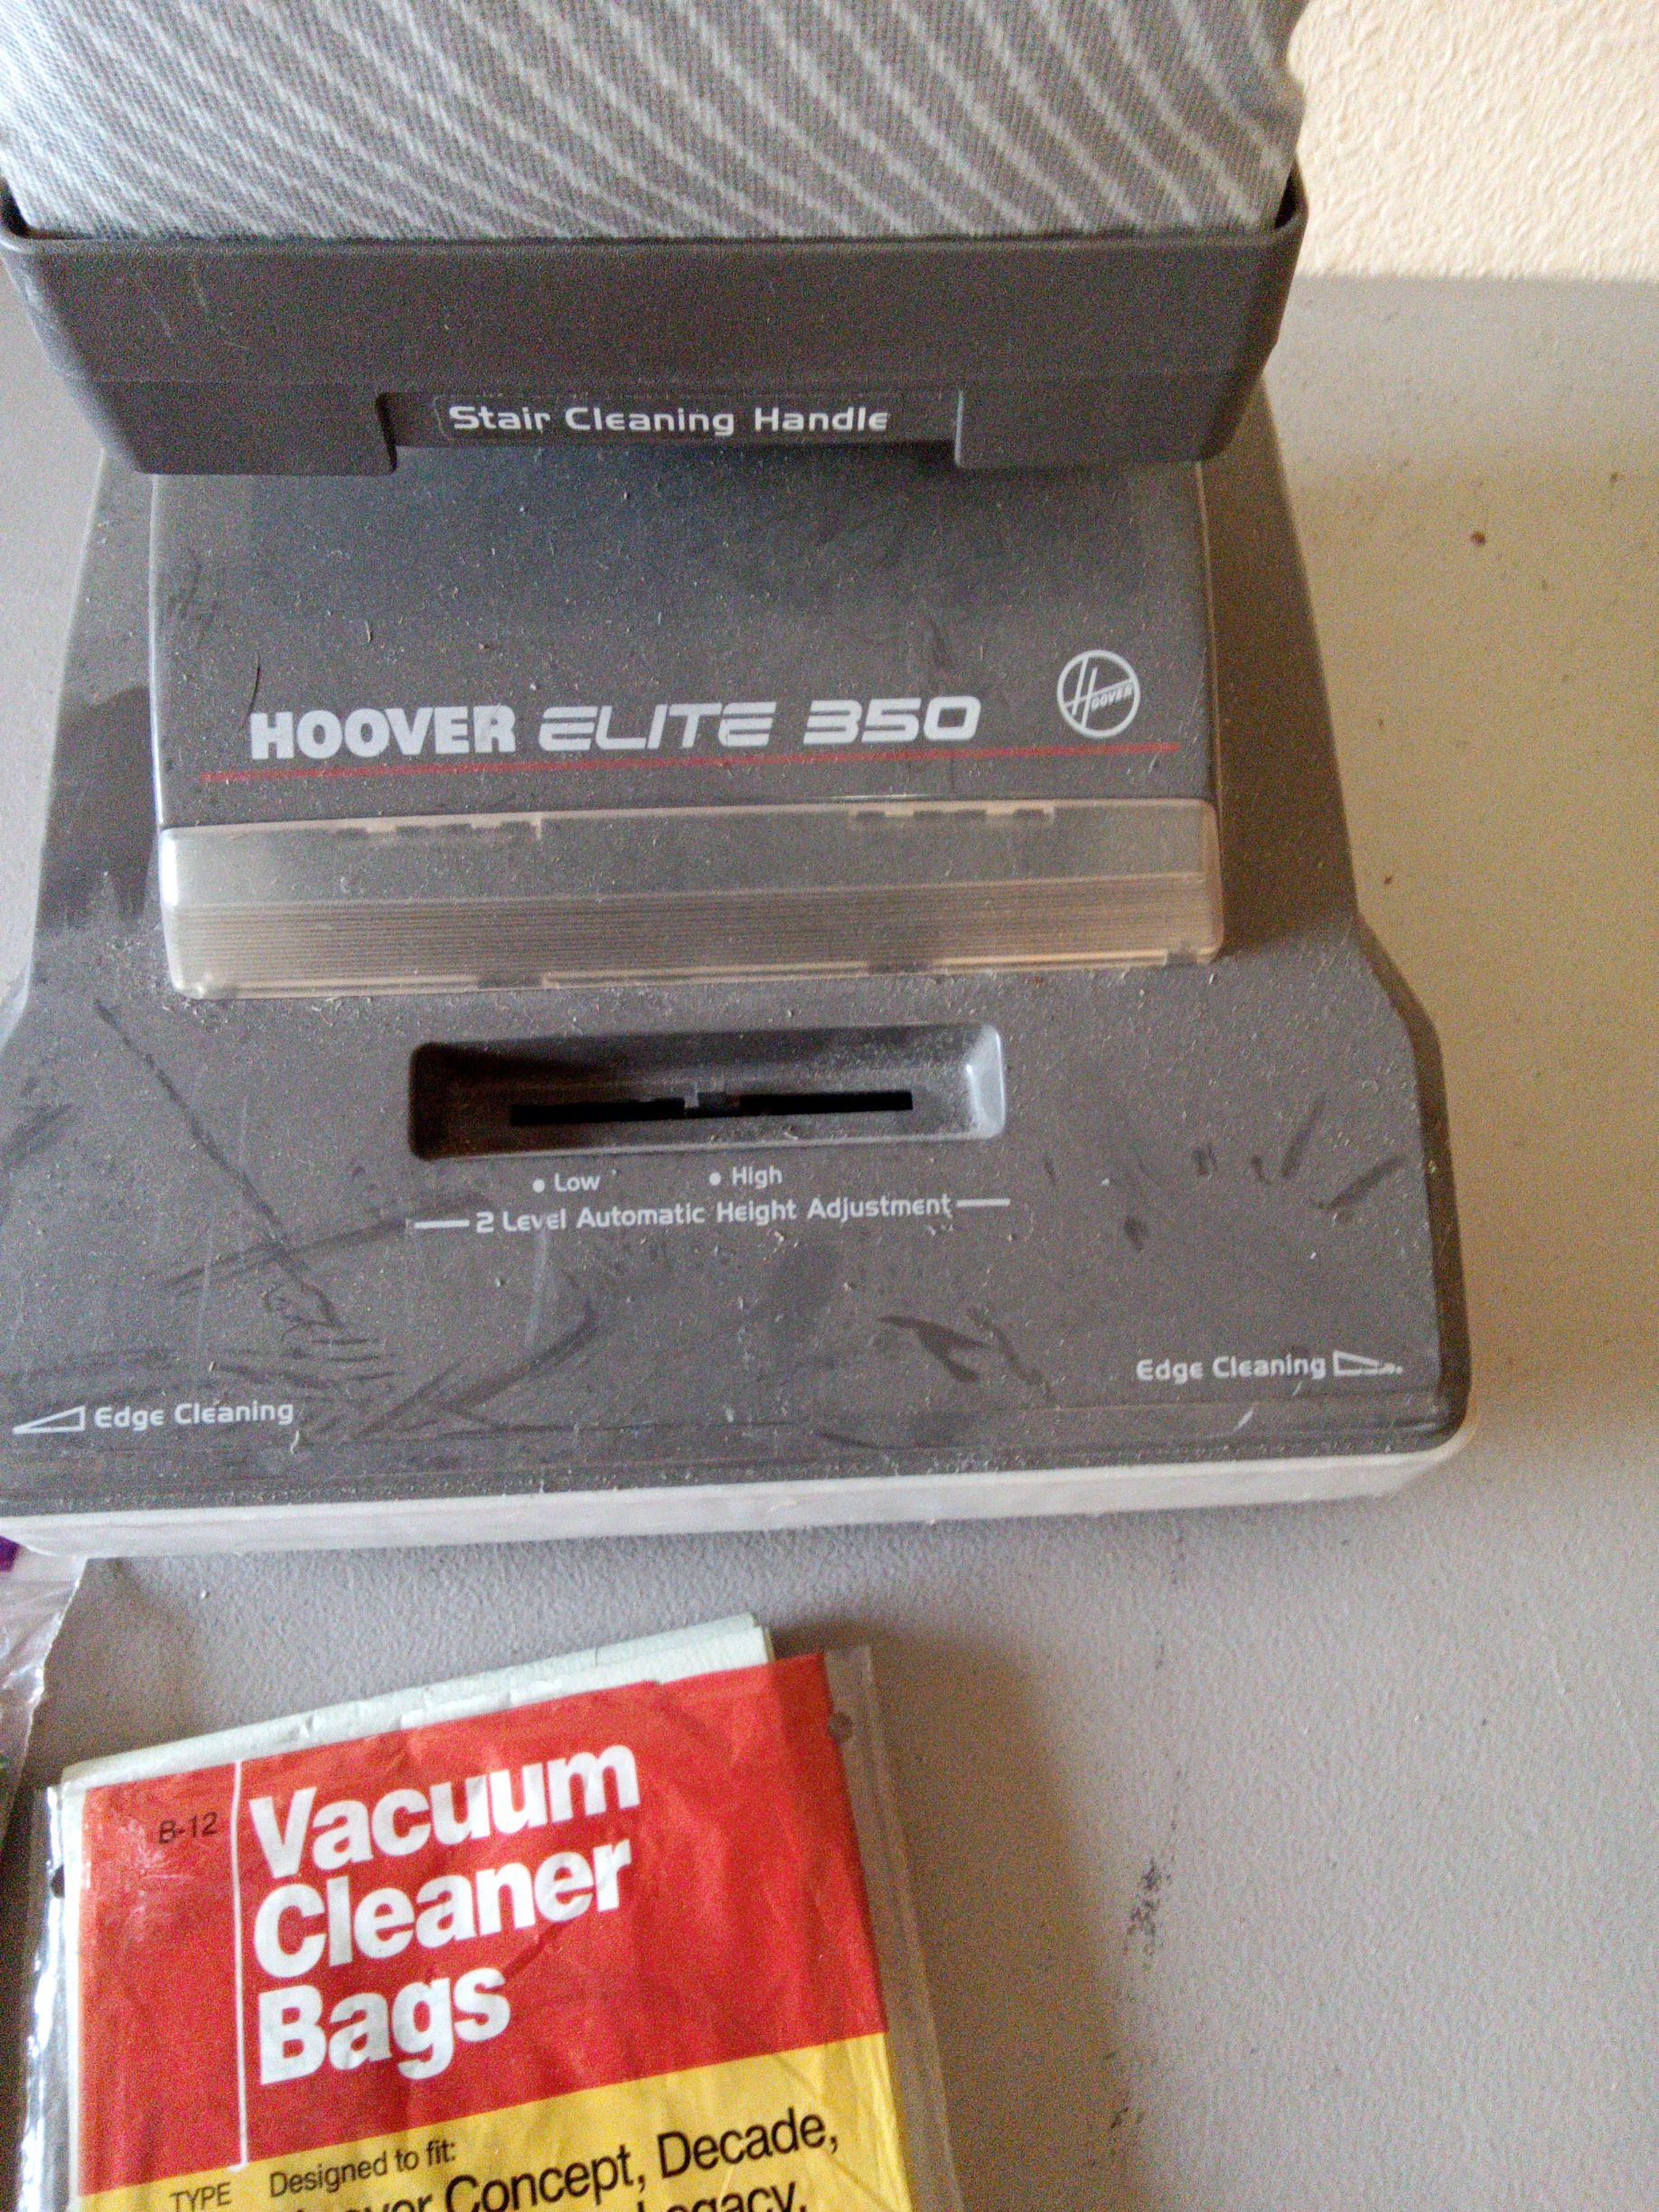 Stair Cleaning Handle
HOOVER ELITE 350
HOOVER
• Low • High
2 Level Automatic Height Adjustment
Edge Cleaning
Edge Cleaning
B-12
Vacuum
Cleaner
Bags
TYPE
Designed to fit:
Concept, Decade,